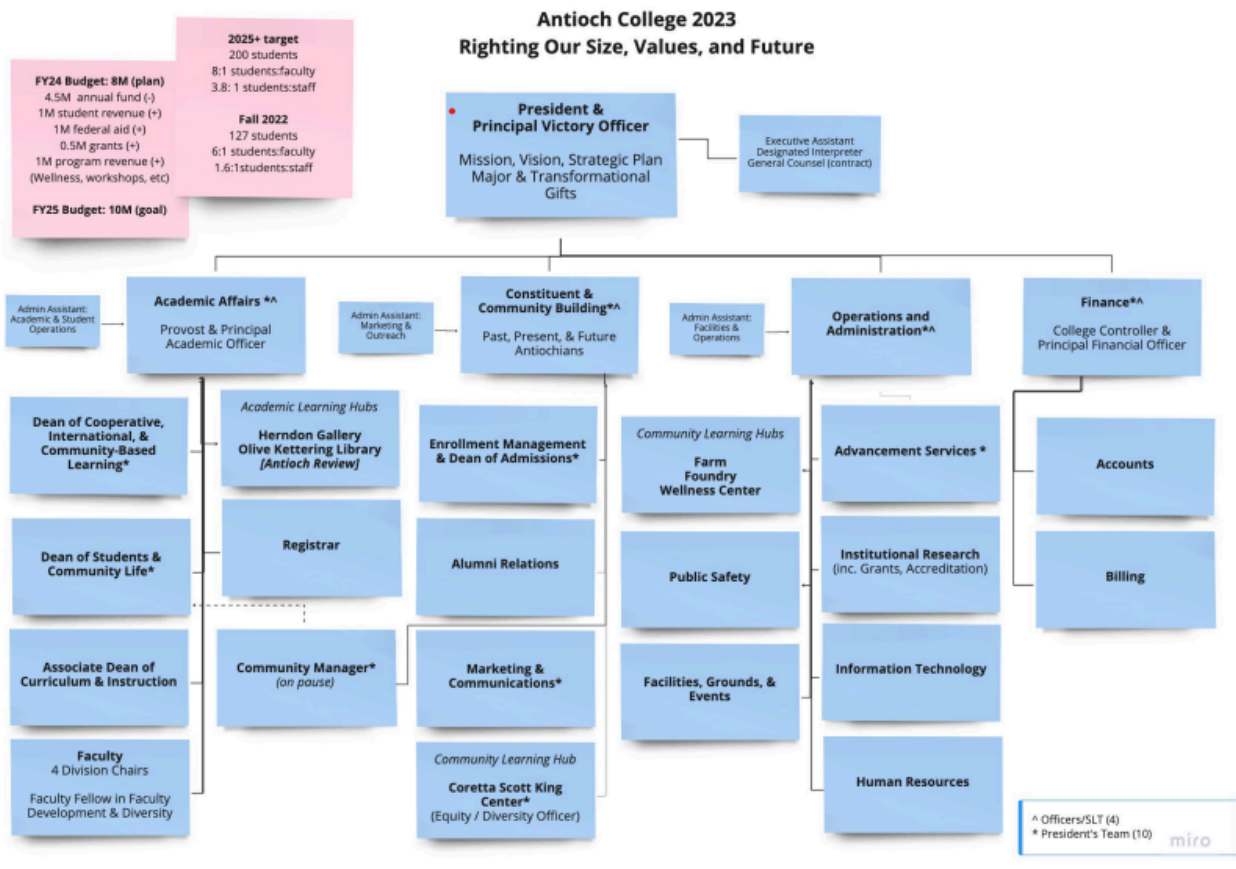 Antioch College 2023
Righting Our Size, Values, and Future
FY24 Budget: 8M (plan)
4.5M annual fund (-)
1M student revenue (+)
1M federal aid (+)
0.5M grants (+)
1M program revenue (+)
(Wellness, workshops, etc)
FY25 Budget: 10M (goal)
2025+ target
200 students
8:1 students:faculty
3.8: 1 students:staff
Fall 2022
127 students
6:1 students:faculty
1.6:1students:staff
President &
Principal Victory Officer
Mission, Vision, Strategic Plan
Major & Transformational
Gifts
Executive Assistant
Designated Interpreter
General Counsel (contract)
Admin Assistant:
Academic & Student
Operations
Academic Affairs *^
Provost & Principal
Academic Officer
Admin Assistant:
Marketing &
Outreach
Constituent &
Community Building*^
Past, Present, & Future
Antiochians
Admin Assistant:
Facilities &
Operations
Operations and
Administration*^
Finance*^
College Controller &
Principal Financial Officer
Dean of Cooperative,
International, &
Community-Based
Learning*
Academic Learning Hubs
Herndon Gallery
Olive Kettering Library
[Antioch Review]
Enrollment Management
& Dean of Admissions*
Community Learning Hubs
Farm
Foundry
Wellness Center
Advancement Services *
Accounts
Dean of Students &
Community Life*
Registrar
Alumni Relations
Public Safety
Institutional Research
(inc. Grants, Accreditation)
Billing
Associate Dean of
Curriculum & Instruction
Community Manager*
(on pause)
Marketing &
Communications*
Facilities, Grounds, &
Events
Information Technology
Faculty
4 Division Chairs
Faculty Fellow in Faculty
Development & Diversity
Community Learning Hub
Coretta Scott King
Center*
(Equity / Diversity Officer)
Human Resources
^ Officers/SLT (4)
* President's Team (10)
miro